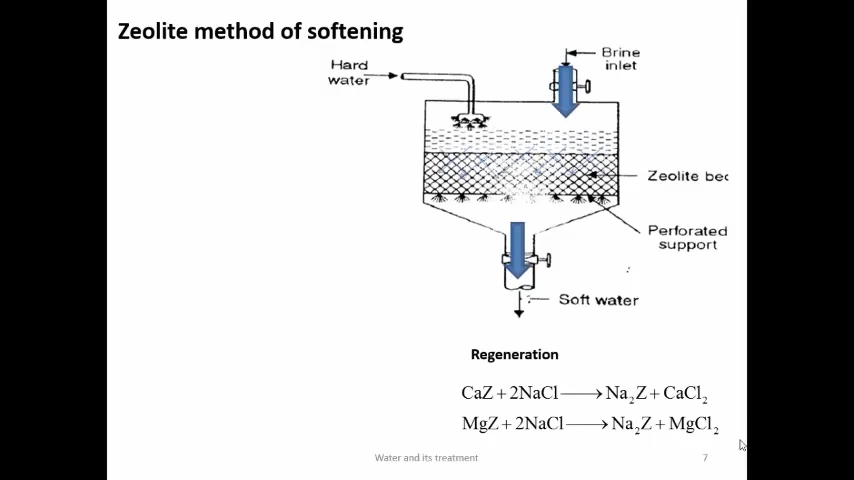 Zeolite method of softening
Hard
water
Brine
inlet
Zeolite bec
Perforated
support
Soft water
Regeneration
CaZ + 2NaCl ⟶ Na₂Z + CaCl₂
MgZ + 2NaCl ⟶ Na₂Z + MgCl₂
Water and its treatment
7